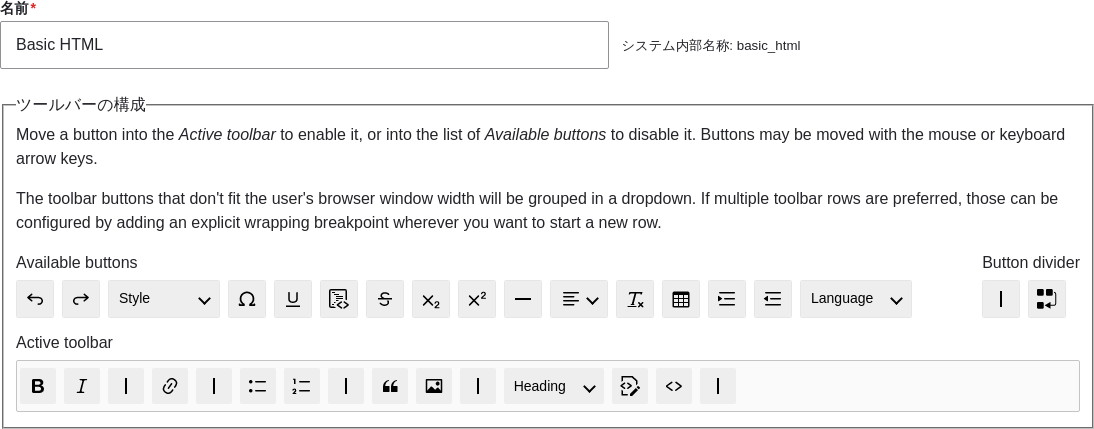 名前*
Basic HTML
システム内部名称: basic_html
ツールバーの構成
Move a button into the Active toolbar to enable it, or into the list of Available buttons to disable it. Buttons may be moved with the mouse or keyboard
arrow keys.
The toolbar buttons that don't fit the user's browser window width will be grouped in a dropdown. If multiple toolbar rows are preferred, those can be
configured by adding an explicit wrapping breakpoint wherever you want to start a new row.
Available buttons
Button divider
Style
Language
Active toolbar
Heading